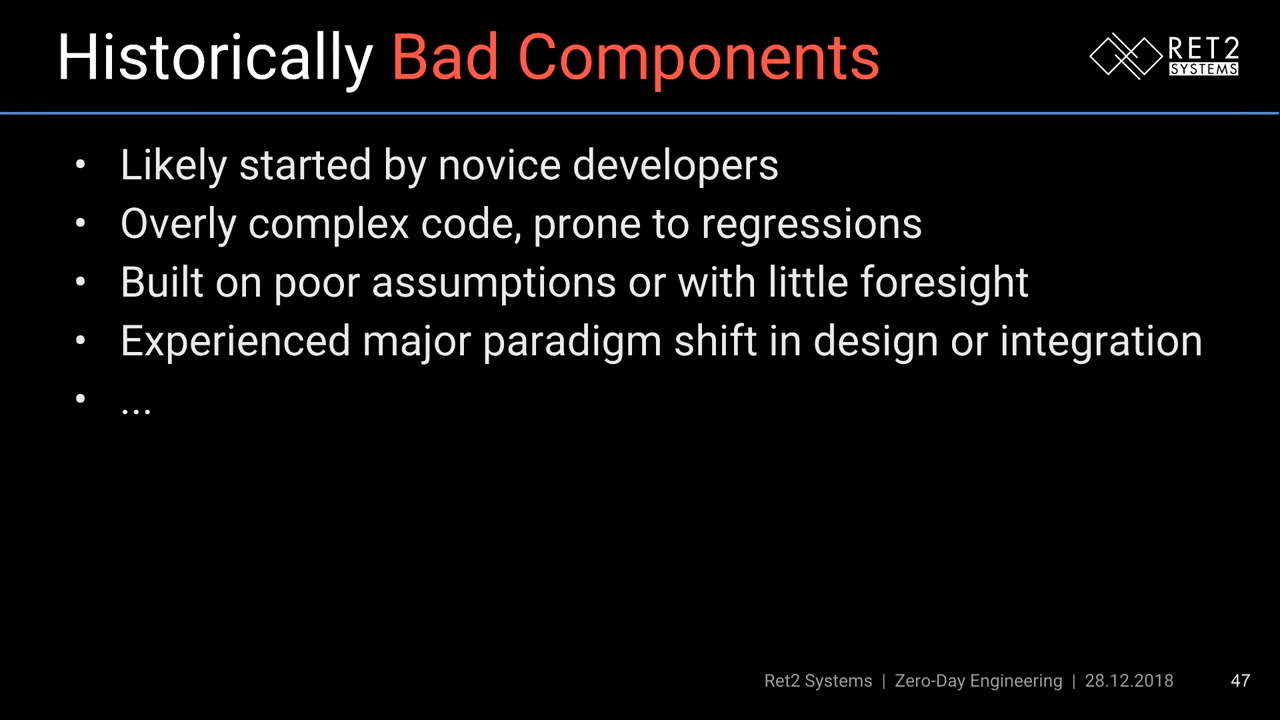 Historically Bad Components
RET2
SYSTEMS
• Likely started by novice developers
• Overly complex code, prone to regressions
• Built on poor assumptions or with little foresight
• Experienced major paradigm shift in design or integration
• ...
Ret2 Systems | Zero-Day Engineering | 28.12.2018 47